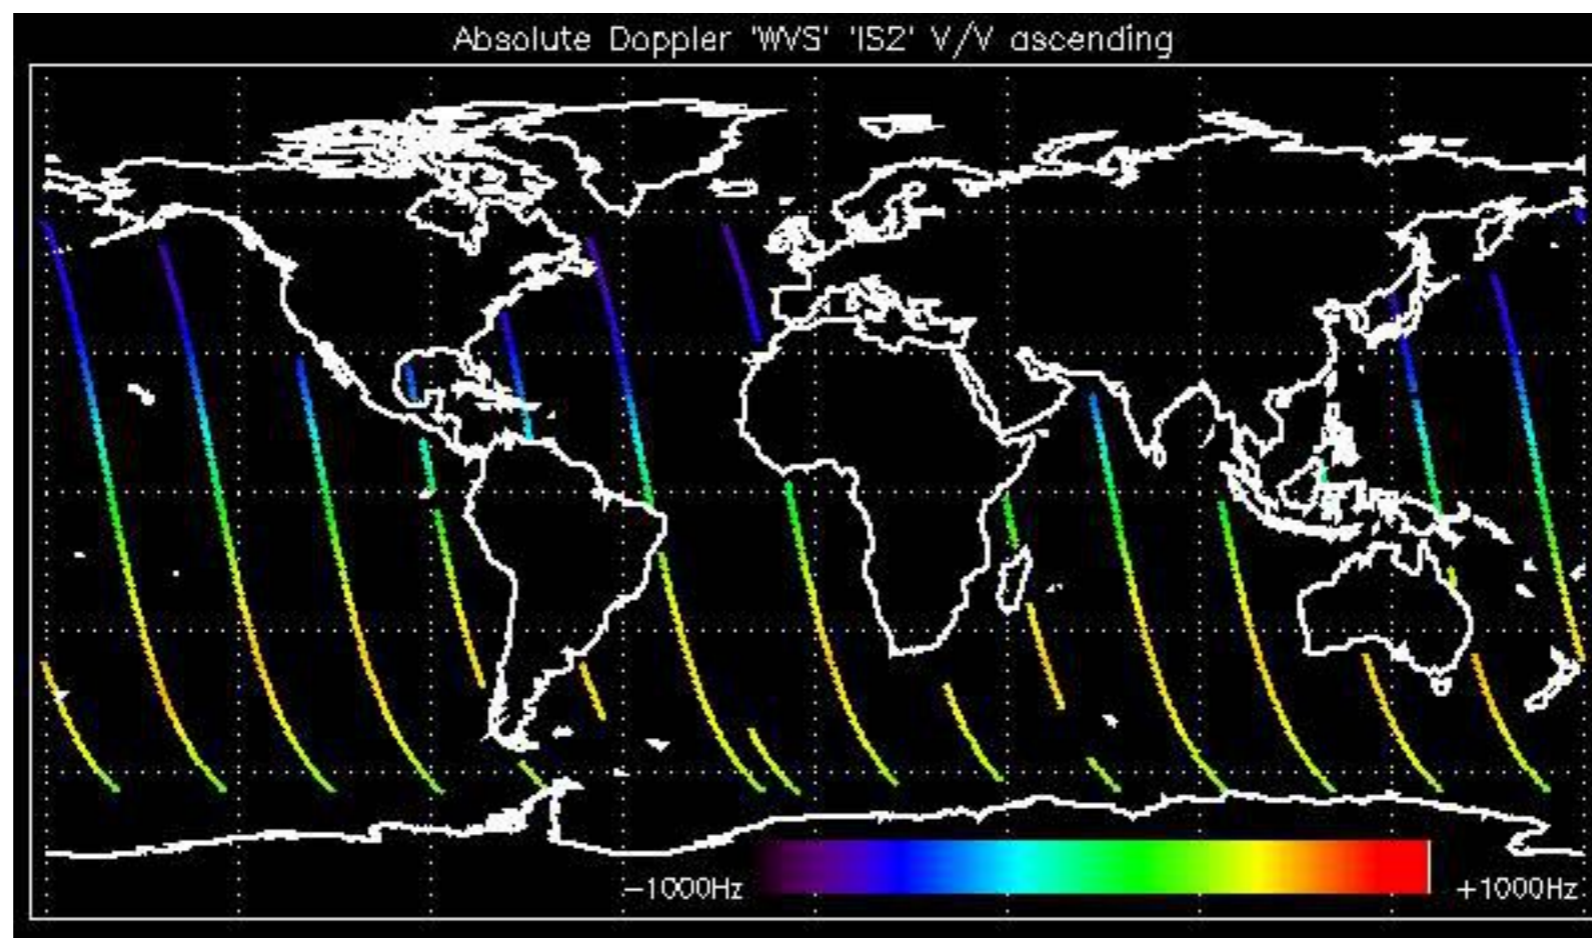 Absolute Doppler 'WVS' 'IS2' V/V ascending
−1000Hz +1000Hz